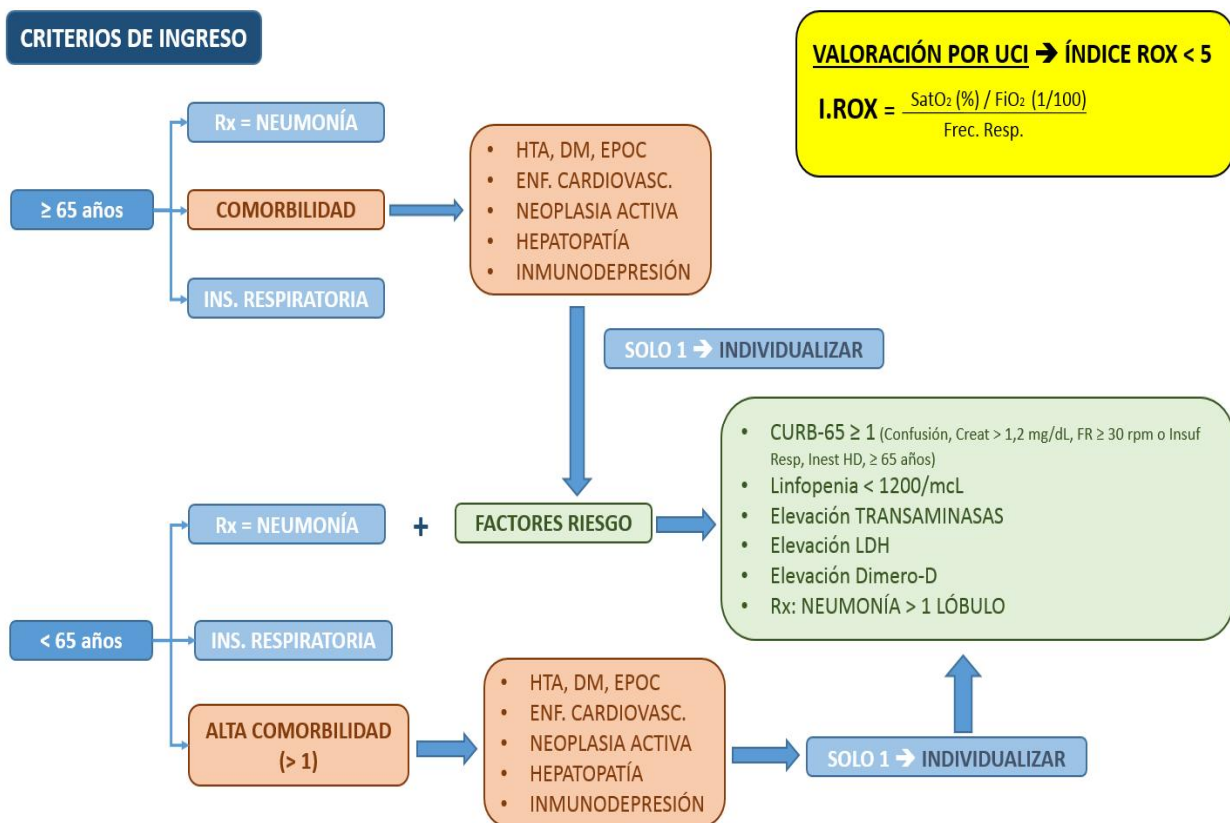 CRITERIOS DE INGRESO
VALORACIÓN POR UCI ➔ ÍNDICE ROX < 5
I.ROX = SatO₂ (%) / FiO₂ (1/100)
Frec. Resp.
≥ 65 años
Rx = NEUMONÍA
COMORBILIDAD
INS. RESPIRATORIA
• HTA, DM, EPOC
• ENF. CARDIOVASC.
• NEOPLASIA ACTIVA
• HEPATOPATÍA
• INMUNODEPRESIÓN
SOLO 1 ➔ INDIVIDUALIZAR
< 65 años
Rx = NEUMONÍA
+
FACTORES RIESGO
• CURB-65 ≥ 1 (Confusión, Creat > 1,2 mg/dL, FR ≥ 30 rpm o Insuf
Resp, Inest HD, ≥ 65 años)
• Linfopenia < 1200/mcL
• Elevación TRANSAMINASAS
• Elevación LDH
• Elevación Dimero-D
• Rx: NEUMONÍA > 1 LÓBULO
INS. RESPIRATORIA
ALTA COMORBILIDAD
(> 1)
• HTA, DM, EPOC
• ENF. CARDIOVASC.
• NEOPLASIA ACTIVA
• HEPATOPATÍA
• INMUNODEPRESIÓN
SOLO 1 ➔ INDIVIDUALIZAR